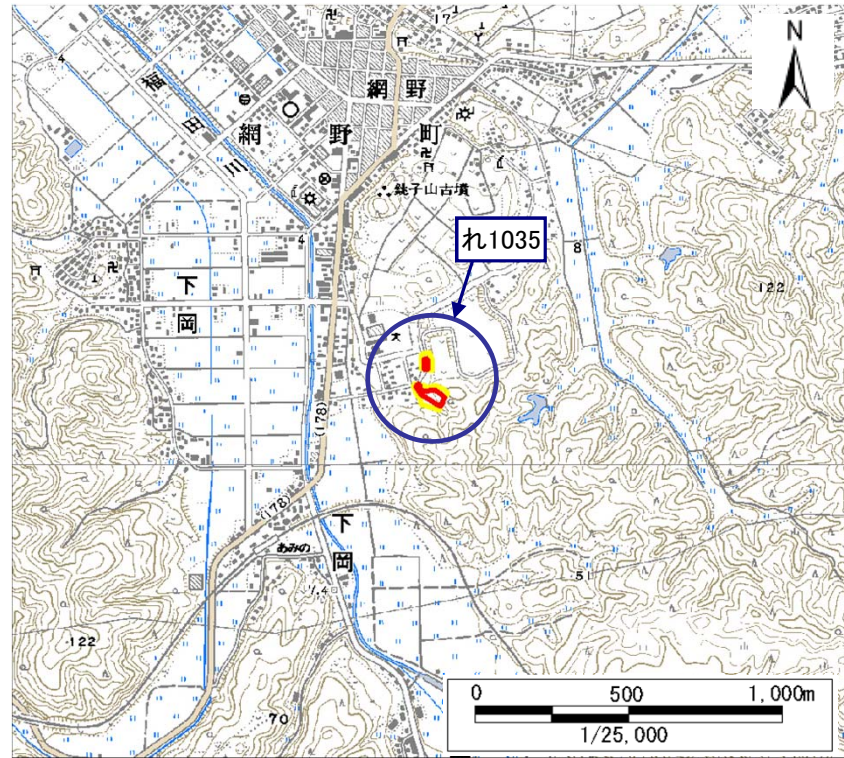 N
17
4
福田川
網野
網野町
銚子山古墳
れ1035
8
122
4
下岡
(178)
(178)
下岡
あみの
7.4
51
122
70
0 500 1,000m
1/25,000